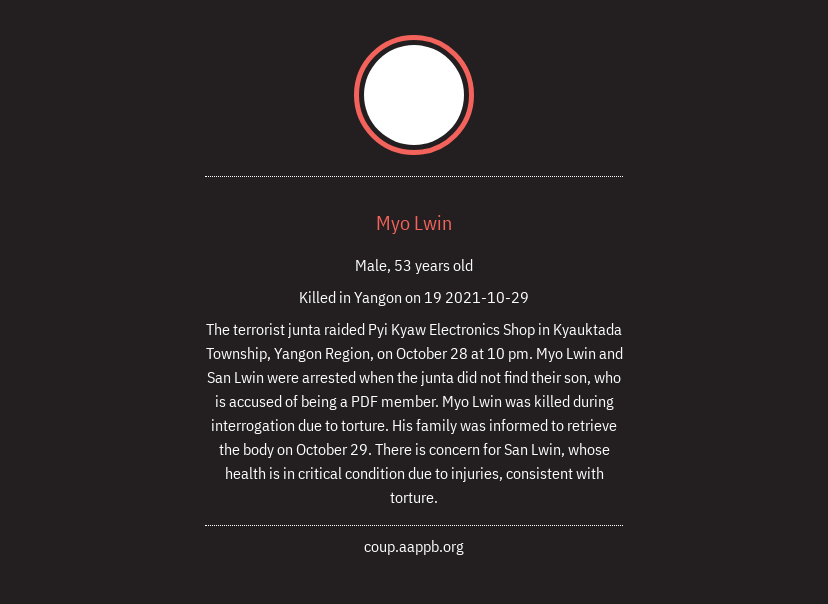 Myo Lwin
Male, 53 years old
Killed in Yangon on 19 2021-10-29
The terrorist junta raided Pyi Kyaw Electronics Shop in Kyauktada
Township, Yangon Region, on October 28 at 10 pm. Myo Lwin and
San Lwin were arrested when the junta did not find their son, who
is accused of being a PDF member. Myo Lwin was killed during
interrogation due to torture. His family was informed to retrieve
the body on October 29. There is concern for San Lwin, whose
health is in critical condition due to injuries, consistent with
torture.
coup.aappb.org